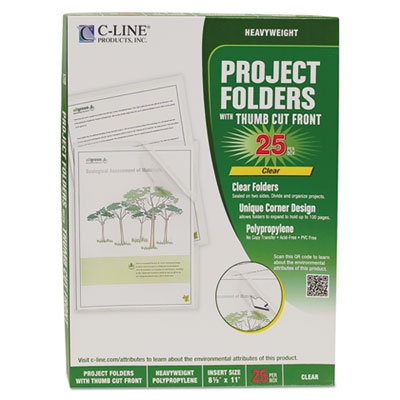 C-LINE®
PRODUCTS, INC.
HEAVYWEIGHT
PROJECT
FOLDERS
WITH THUMB CUT FRONT
25 PER BOX
Clear
Clear Folders
Sealed on two sides. Divide and organize projects.
Unique Corner Design
allows folders to expand to hold up to 100 pages.
Polypropylene
No Copy Transfer • Acid-Free • PVC Free
Scan this QR code to learn
about the environmental
attributes of this product.
Biological Assessment of
Visit c-line.com/attributes to learn about the environmental attributes of this product.
PROJECT FOLDERS
WITH THUMB CUT FRONT
HEAVYWEIGHT
POLYPROPYLENE
INSERT SIZE
8½" x 11"
25 PER BOX
CLEAR
PROJECT FOLDERS WITH THUMB CUT FRONT